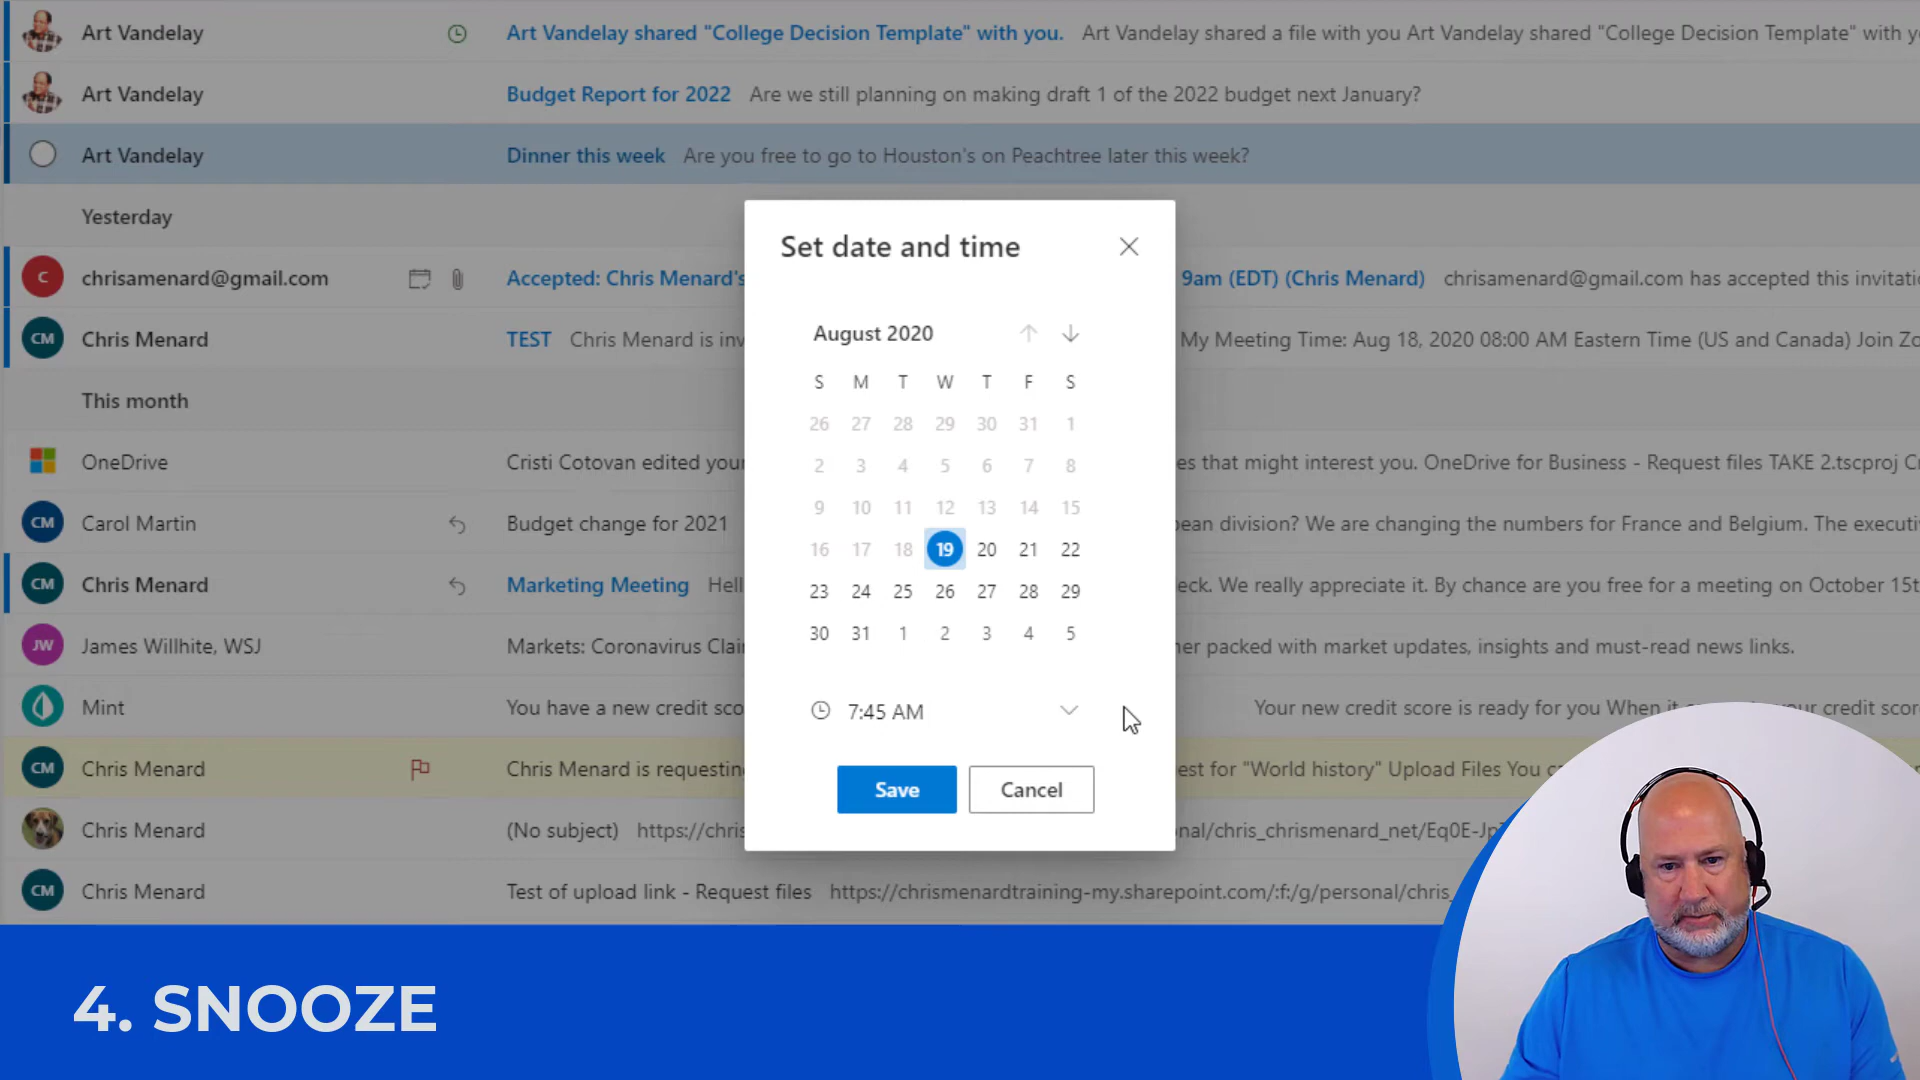 Art Vandelay Art Vandelay shared "College Decision Template" with you. Art Vandelay shared a file with you Art Vandelay shared "College Decision Template" with yo
Art Vandelay Budget Report for 2022 Are we still planning on making draft 1 of the 2022 budget next January?
Art Vandelay Dinner this week Are you free to go to Houston's on Peachtree later this week?
Yesterday
C chrisamenard@gmail.com Accepted: Chris Menard's 9am (EDT) (Chris Menard) chrisamenard@gmail.com has accepted this invitati
CM Chris Menard TEST Chris Menard is inv My Meeting Time: Aug 18, 2020 08:00 AM Eastern Time (US and Canada) Join Zo
This month
OneDrive Cristi Cotovan edited your es that might interest you. OneDrive for Business - Request files TAKE 2.tscproj C
CM Carol Martin Budget change for 2021 pean division? We are changing the numbers for France and Belgium. The executi
CM Chris Menard Marketing Meeting Hell eck. We really appreciate it. By chance are you free for a meeting on October 15t
JW James Willhite, WSJ Markets: Coronavirus Clai her packed with market updates, insights and must-read news links.
Mint You have a new credit sco Your new credit score is ready for you When it your credit scor
CM Chris Menard Chris Menard is requesting est for "World history" Upload Files You c
Chris Menard (No subject) https://chris nal/chris_chrismenard_net/Eq0E-Jp
CM Chris Menard Test of upload link - Request files https://chrismenardtraining-my.sharepoint.com/:f:/g/personal/chris_
Set date and time
August 2020
S M T W T F S
26 27 28 29 30 31 1
2 3 4 5 6 7 8
9 10 11 12 13 14 15
16 17 18 19 20 21 22
23 24 25 26 27 28 29
30 31 1 2 3 4 5
7:45 AM
Save Cancel
4. SNOOZE